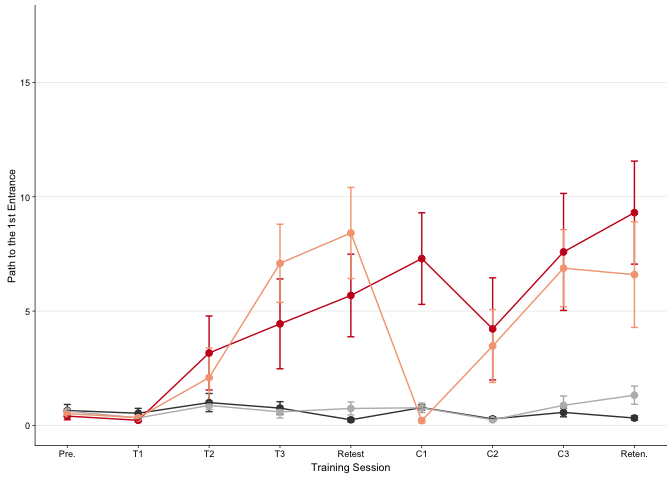 Path to the 1st Entrance
15
10
5
0
Pre. T1 T2 T3 Retest C1 C2 C3 Reten.
Training Session